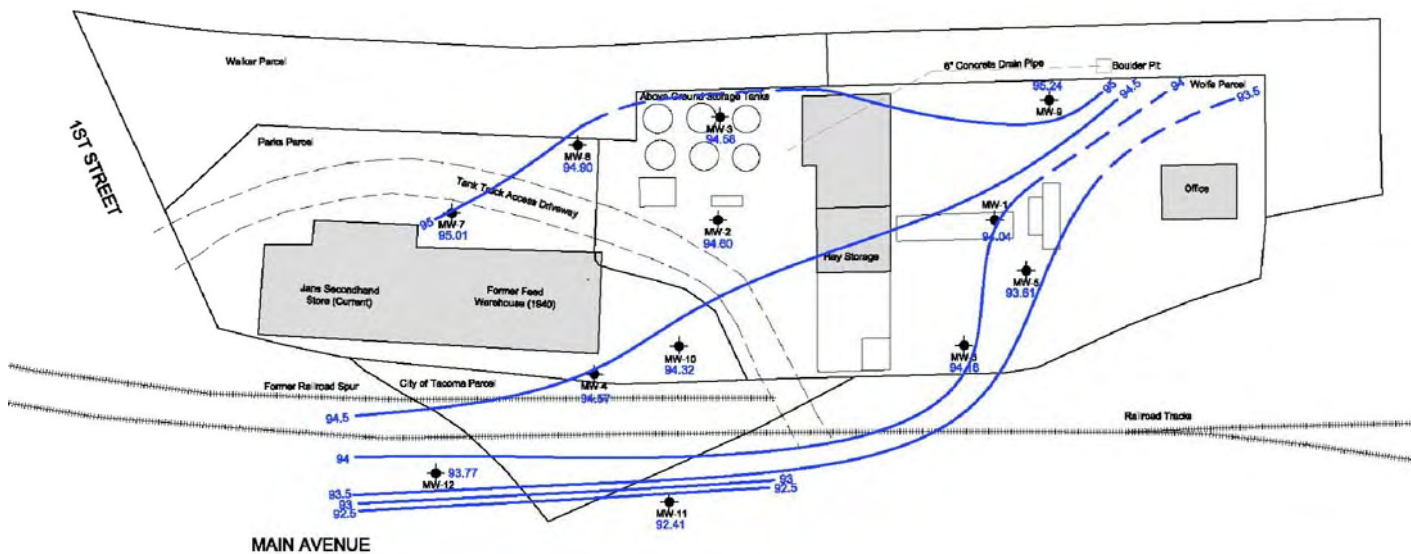 Walker Parcel
6" Concrete Drain Pipe
Boulder Pit
95.24
MW-9
95
94.5
94
Wolfe Parcel
93.5
Above Ground Storage Tanks
MW-3
94.56
1ST STREET
Parks Parcel
MW-8
94.90
Tank Truck Access Driveway
Office
95
MW-7
95.01
MW-2
94.60
MW-1
94.04
Hay Storage
MW-5
93.61
Jans Secondhand
Store (Current)
Former Feed
Warehouse (1940)
MW-10
94.32
94.16
Former Railroad Spur
City of Tacoma Parcel
MW-4
94.57
94.5
Railroad Tracks
94
93.77
MW-12
93.5
93
92.5
93
92.5
MW-11
92.41
MAIN AVENUE